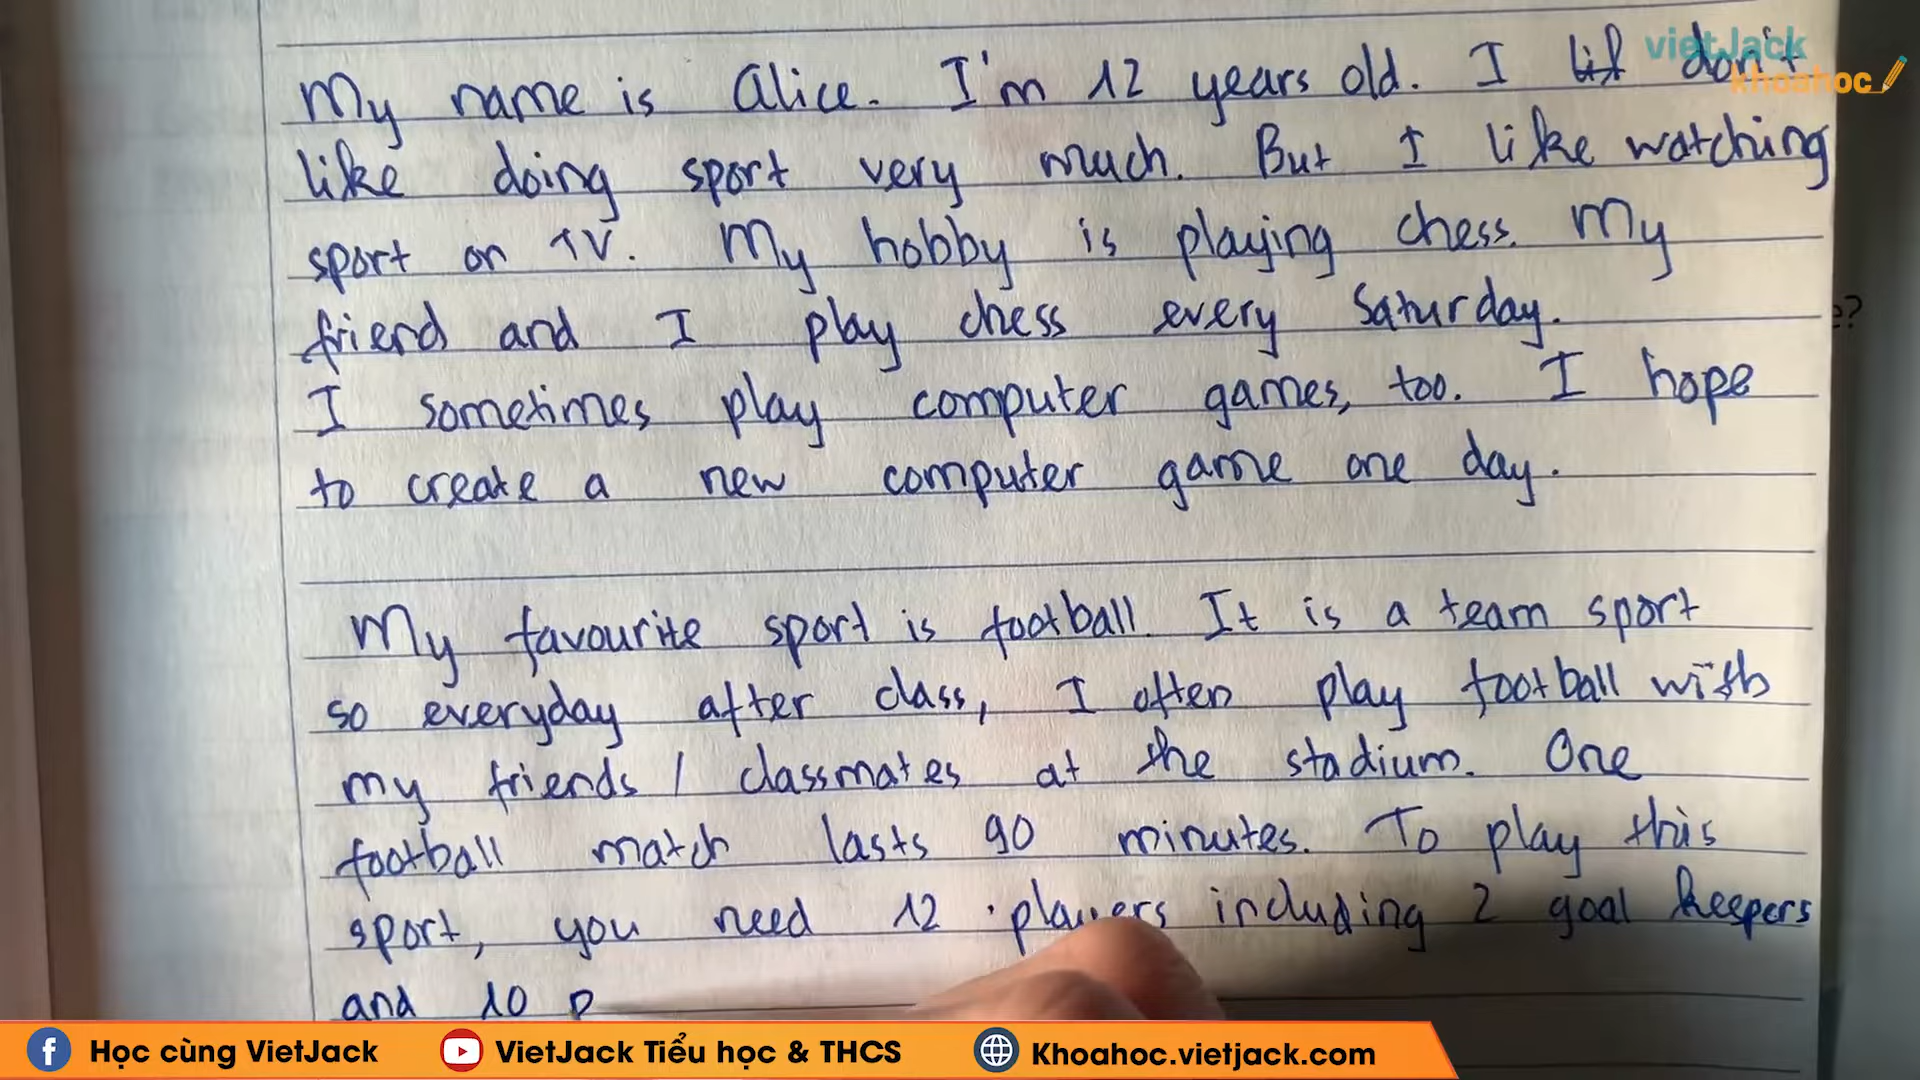 vietJack
khoahoc
My name is Alice. I'm 12 years old. I don't
like doing sport very much. But I like watching
sport on TV. My hobby is playing chess. My
friend and I play chess every Saturday.
I sometimes play computer games, too. I hope
to create a new computer game one day.
My favourite sport is football. It is a team sport
so everyday after class, I often play football with
my friends / classmates at the stadium. One
football match lasts 90 minutes. To play this
sport, you need 12 players including 2 goal keepers
and 10 p
Học cùng VietJack
VietJack Tiểu học & THCS
Khoahoc.vietjack.com